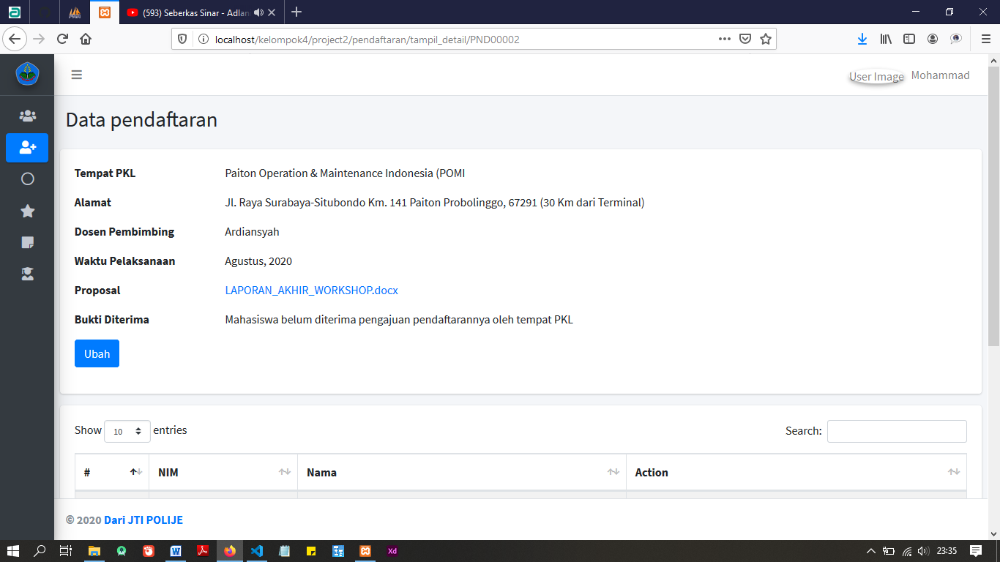 (593) Seberkas Sinar - Adlan
localhost/kelompok4/project2/pendaftaran/tampil_detail/PND00002
User Image Mohammad
Data pendaftaran
Tempat PKL Paiton Operation & Maintenance Indonesia (POMI
Alamat Jl. Raya Surabaya-Situbondo Km. 141 Paiton Probolinggo, 67291 (30 Km dari Terminal)
Dosen Pembimbing Ardiansyah
Waktu Pelaksanaan Agustus, 2020
Proposal LAPORAN_AKHIR_WORKSHOP.docx
Bukti Diterima Mahasiswa belum diterima pengajuan pendaftarannya oleh tempat PKL
Ubah
Show 10 entries Search:
# NIM Nama Action
© 2020 Dari JTI POLIJE
Xd 23:35